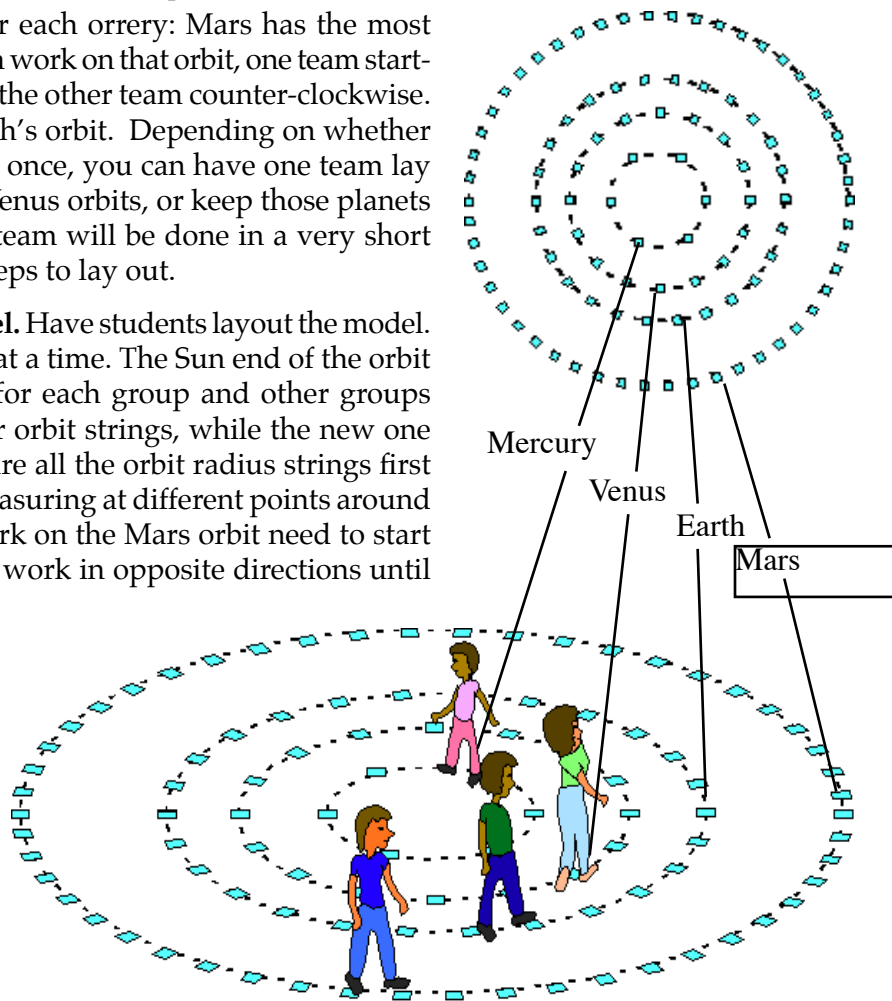 r each orrery: Mars has the most
work on that orbit, one team start-
the other team counter-clockwise.
h's orbit. Depending on whether
once, you can have one team lay
enus orbits, or keep those planets
team will be done in a very short
eps to lay out.
el. Have students layout the model.
at a time. The Sun end of the orbit
for each group and other groups
r orbit strings, while the new one
re all the orbit radius strings first
asuring at different points around
rk on the Mars orbit need to start
work in opposite directions until
Mercury
Venus
Earth
Mars